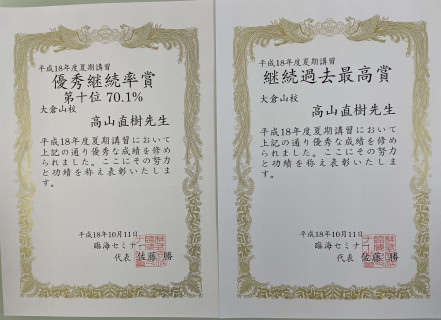 平成18年度夏期講習
優秀継続率賞
第十位 70.1%
大倉山校
高山直樹先生
平成18年度夏期講習において
上記の通り優秀な成績を修め
られました。ここにその努力
と功績を称え表彰いたしま
す。
平成18年10月11日
臨海セミナー
代表 佐藤 勝
平成18年度夏期講習
継続過去最高賞
大倉山校
高山直樹先生
平成18年度夏期講習において
上記の通り優秀な成績を修め
られました。ここにその努力
と功績を称え表彰いたしま
す。
平成18年10月11日
臨海セミナー
代表 佐藤 勝